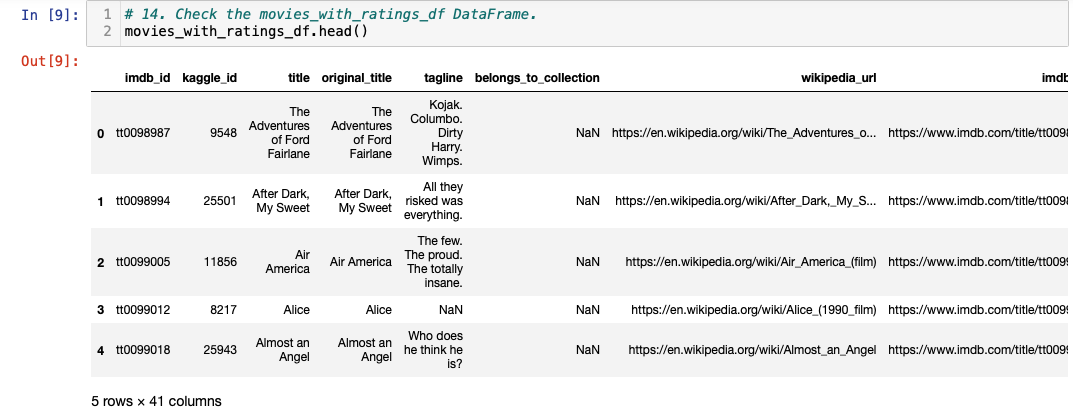 In [9]: 1 # 14. Check the movies_with_ratings_df DataFrame.
2 movies_with_ratings_df.head()
Out[9]:
imdb_id kaggle_id title original_title tagline belongs_to_collection wikipedia_url imdb
0 tt0098987 9548 The Adventures of Ford Fairlane The Adventures of Ford Fairlane Kojak. Columbo. Dirty Harry. Wimps. NaN https://en.wikipedia.org/wiki/The_Adventures_o... https://www.imdb.com/title/tt009
1 tt0098994 25501 After Dark, My Sweet After Dark, My Sweet All they risked was everything. NaN https://en.wikipedia.org/wiki/After_Dark,_My_S... https://www.imdb.com/title/tt009
2 tt0099005 11856 Air America Air America The few. The proud. The totally insane. NaN https://en.wikipedia.org/wiki/Air_America_(film) https://www.imdb.com/title/tt009
3 tt0099012 8217 Alice Alice NaN NaN https://en.wikipedia.org/wiki/Alice_(1990_film) https://www.imdb.com/title/tt009
4 tt0099018 25943 Almost an Angel Almost an Angel Who does he think he is? NaN https://en.wikipedia.org/wiki/Almost_an_Angel https://www.imdb.com/title/tt009
5 rows × 41 columns